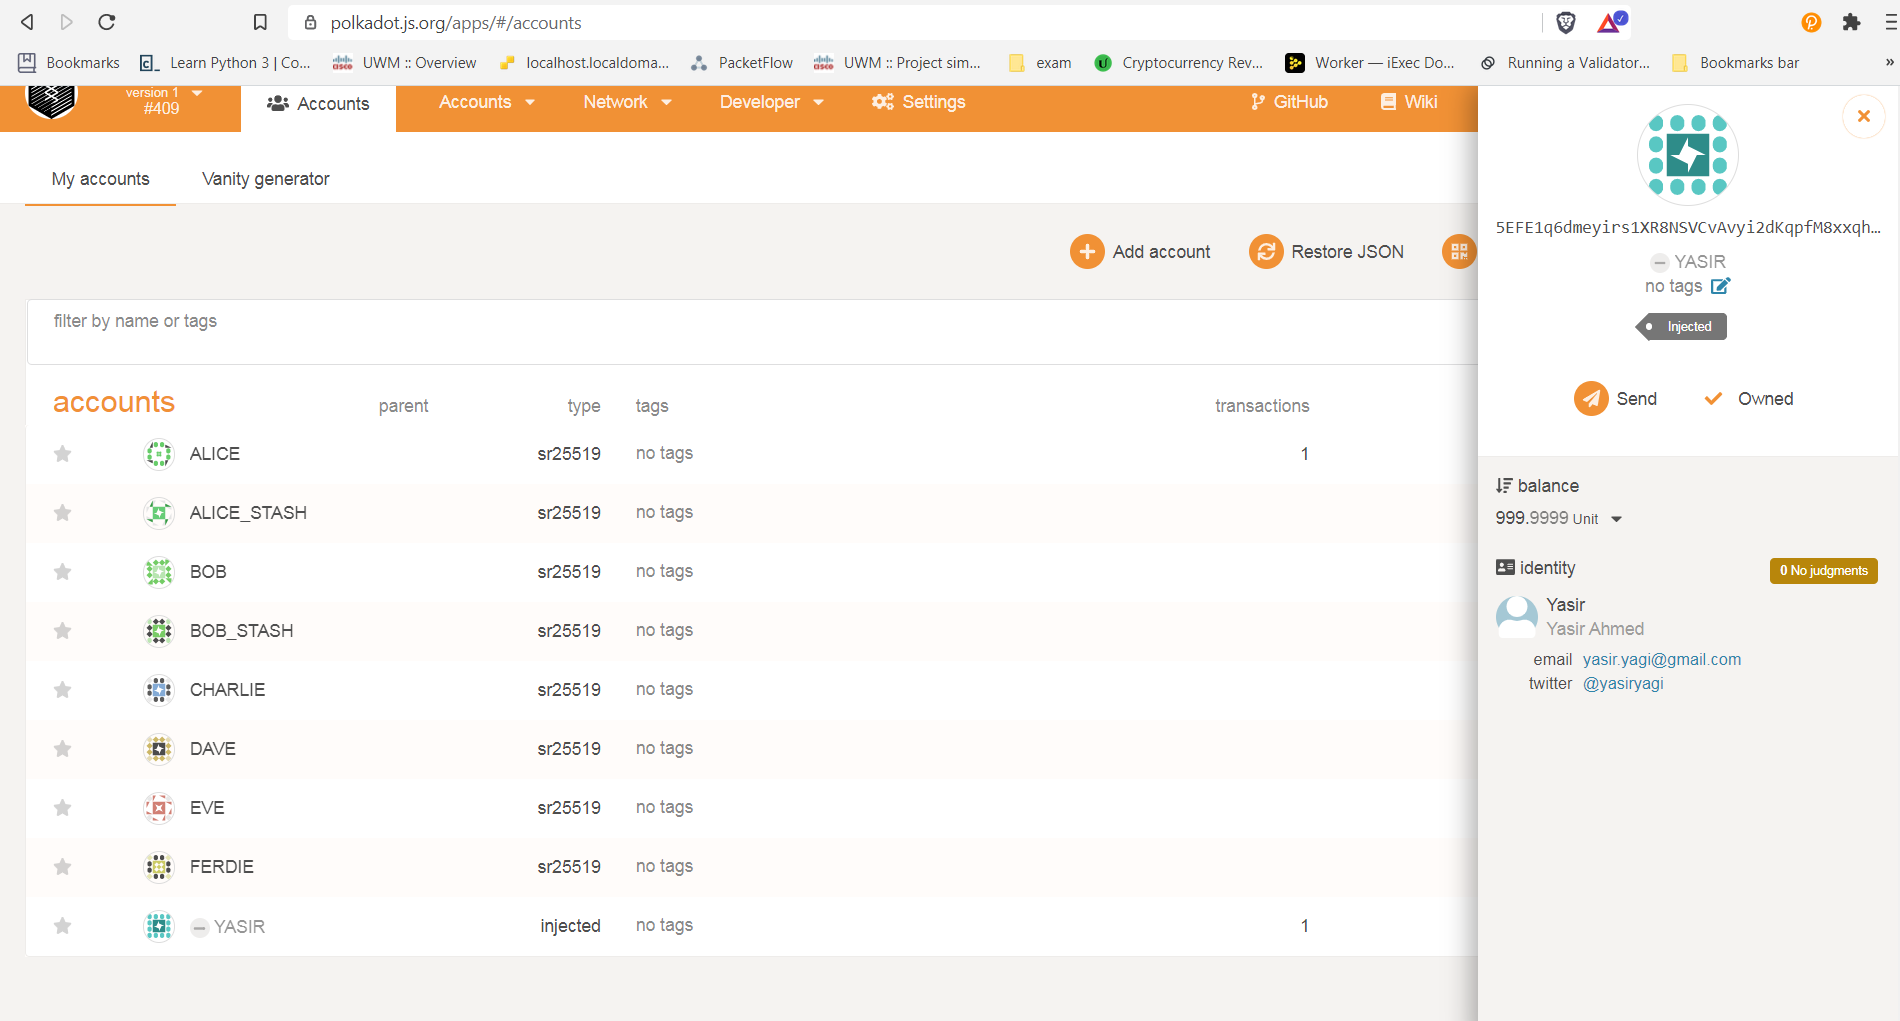 polkadot.js.org/apps/#/accounts
Bookmarks Learn Python 3 | Co... UWM :: Overview localhost.localdoma... PacketFlow UWM :: Project sim... exam Cryptocurrency Rev... Worker — iExec Do... Running a Validator... Bookmarks bar »
version 1
#409
Accounts Accounts Network Developer Settings GitHub Wiki
My accounts Vanity generator
Add account Restore JSON
filter by name or tags
accounts parent type tags transactions
ALICE sr25519 no tags 1
ALICE_STASH sr25519 no tags
BOB sr25519 no tags
BOB_STASH sr25519 no tags
CHARLIE sr25519 no tags
DAVE sr25519 no tags
EVE sr25519 no tags
FERDIE sr25519 no tags
YASIR injected no tags 1
5EFE1q6dmeyirs1XR8NSVCvAvyi2dKqpfM8xxqh…
YASIR
no tags
Injected
Send Owned
balance
999.9999 Unit
identity 0 No judgments
Yasir
Yasir Ahmed
email yasir.yagi@gmail.com
twitter @yasiryagi